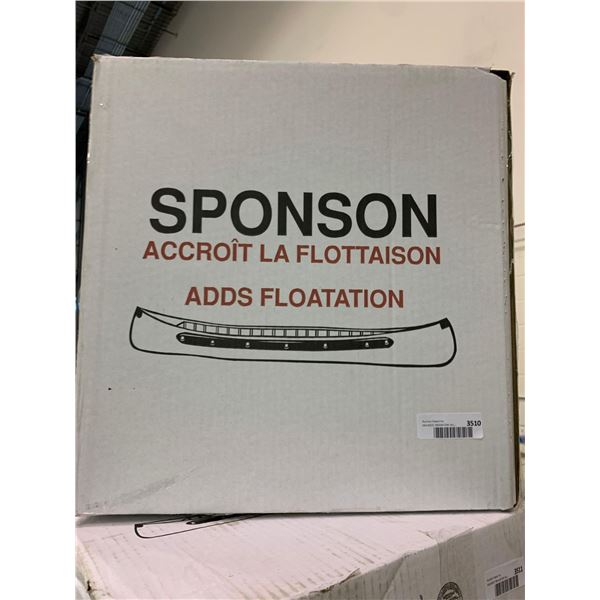 SPONSON
ACCROÎT LA FLOTTAISON
ADDS FLOATATION
3510
3511